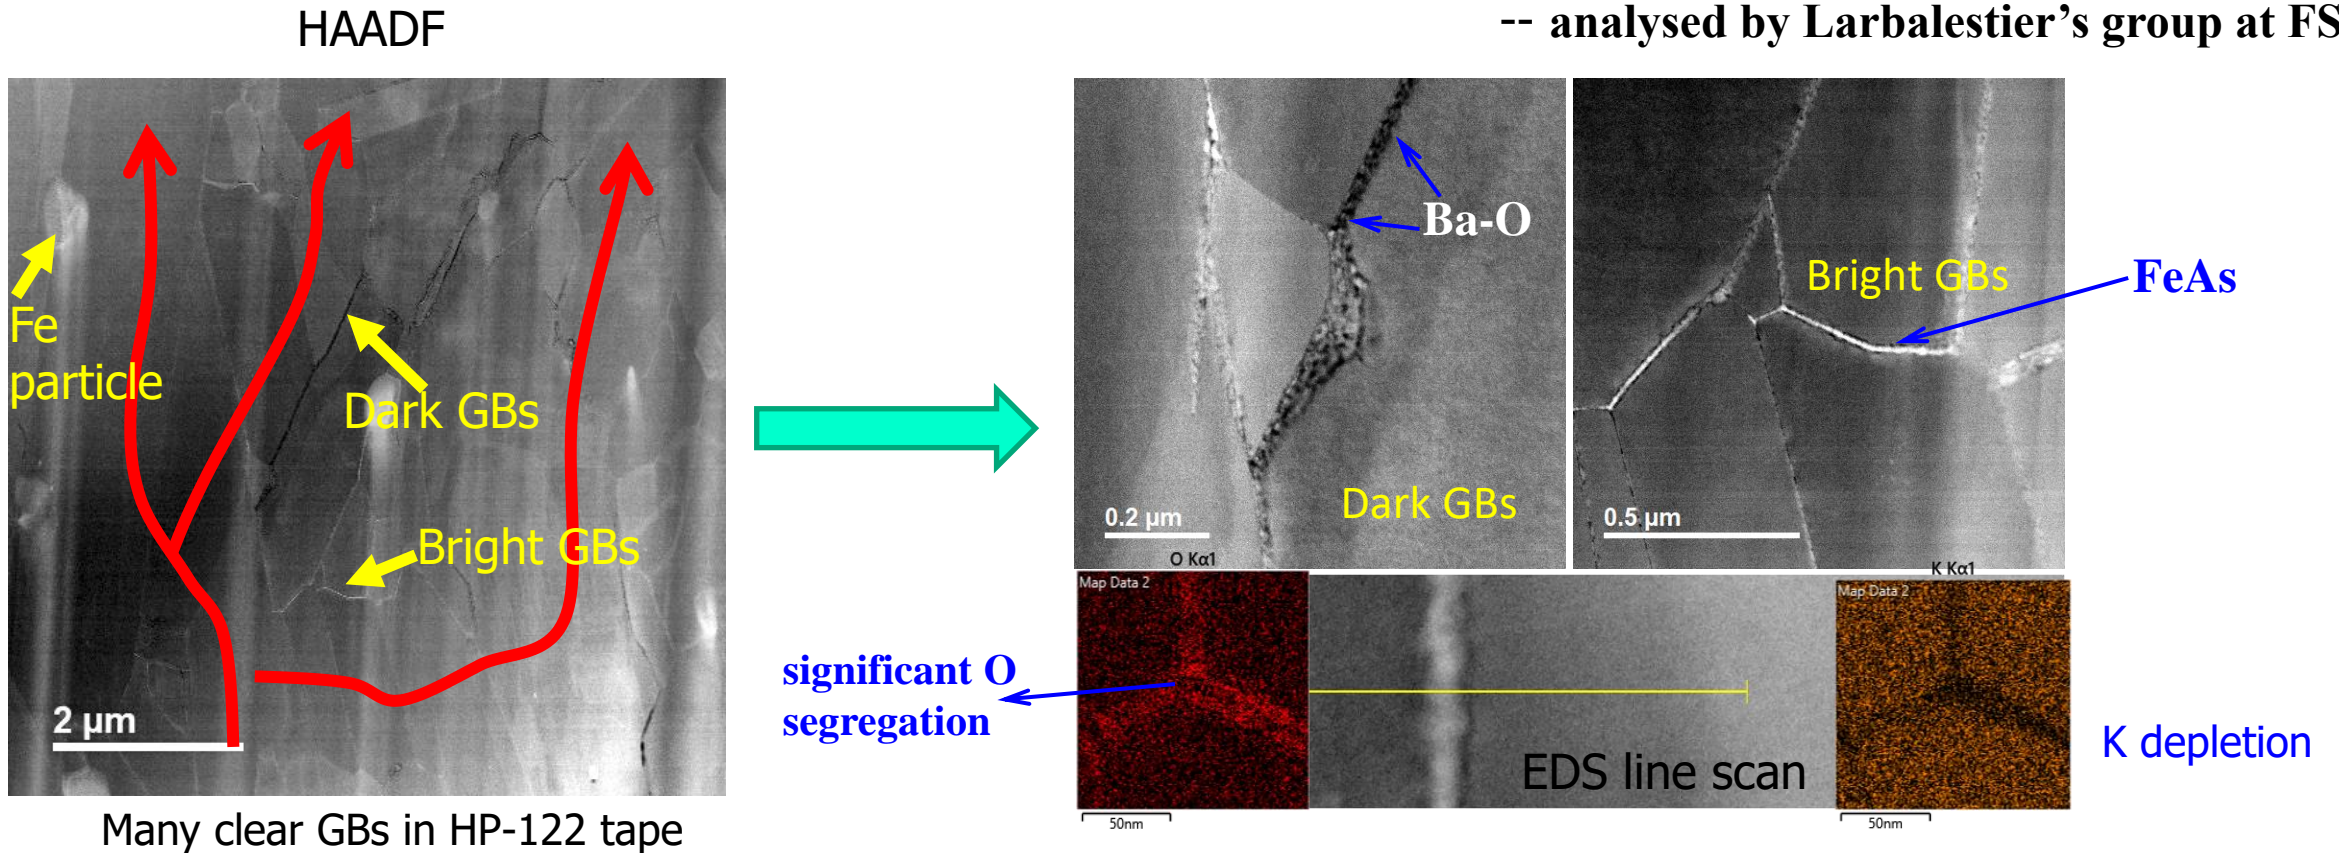 HAADF
-- analysed by Larbalestier’s group at FS
Fe
particle
Dark GBs
Bright GBs
2 µm
Many clear GBs in HP-122 tape
Ba-O
Dark GBs
0.2 µm
Bright GBs
FeAs
0.5 µm
O Kα1
Map Data 2
50nm
significant O
segregation
EDS line scan
K Kα1
Map Data 2
50nm
K depletion